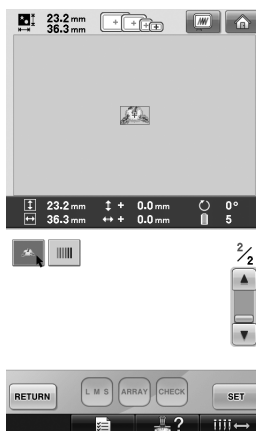 23.2 mm
36.3 mm
23.2 mm + 0.0 mm 0°
36.3 mm + 0.0 mm 5
2/2
L M S ARRAY CHECK
RETURN SET
?